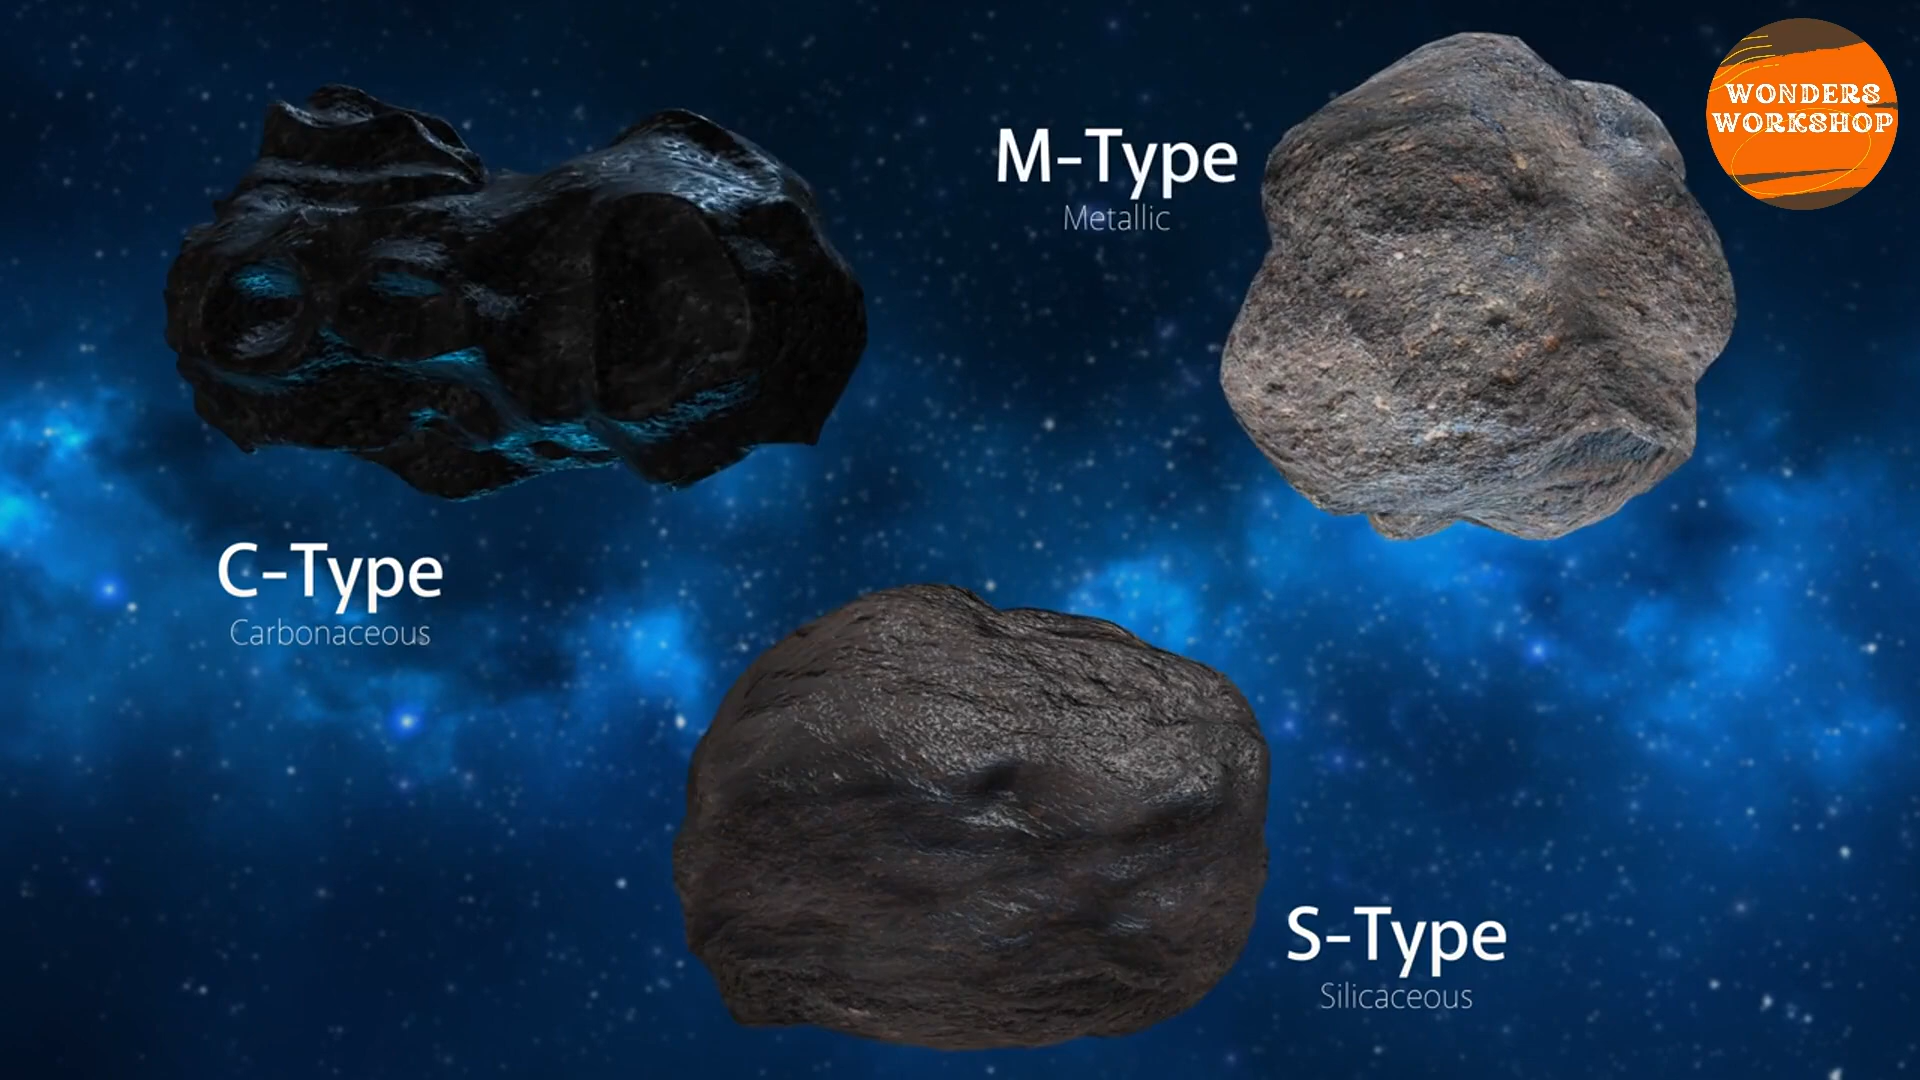 WONDERS
WORKSHOP
M-Type
Metallic
C-Type
Carbonaceous
S-Type
Silicaceous